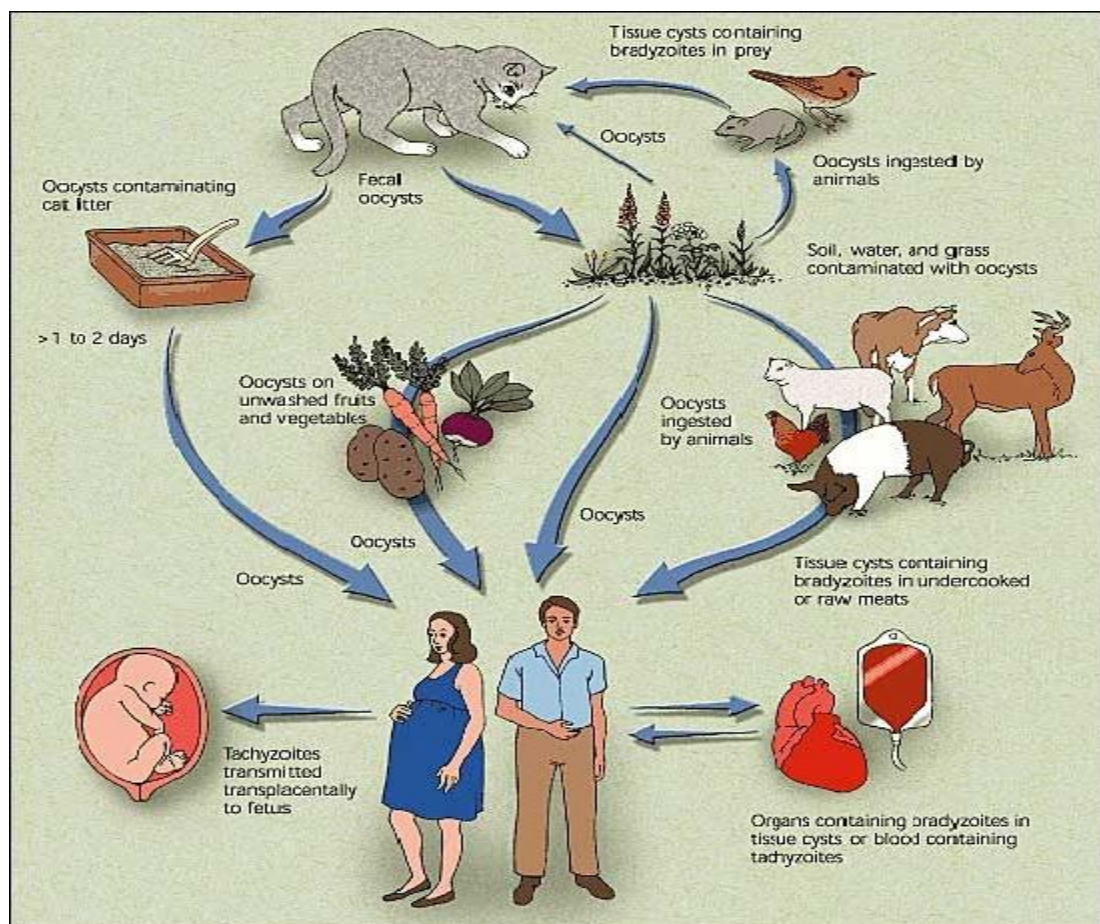 Tissue cysts containing
bradyzoites in prey
Oocysts
Oocysts ingested by
animals
Oocysts contaminating
cat litter
Fecal
oocysts
Soil, water, and grass
contaminated with oocysts
>1 to 2 days
Oocysts on
unwashed fruits
and vegetables
Oocysts
ingested
by animals
Oocysts
Oocysts
Oocysts
Tissue cysts containing
bradyzoites in undercooked
or raw meats
Tachyzoites
transmitted
transplacentally
to fetus
Organs containing bradyzoites in
tissue cysts or blood containing
tachyzoites